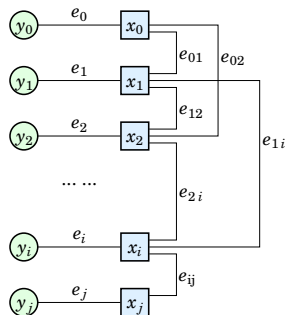 y₀ e₀ x₀
e₀₁ e₀₂
y₁ e₁ x₁
e₁₂ e₁ᵢ
y₂ e₂ x₂
... ...
e₂ᵢ
yᵢ eᵢ xᵢ
eᵢⱼ
yⱼ eⱼ xⱼ